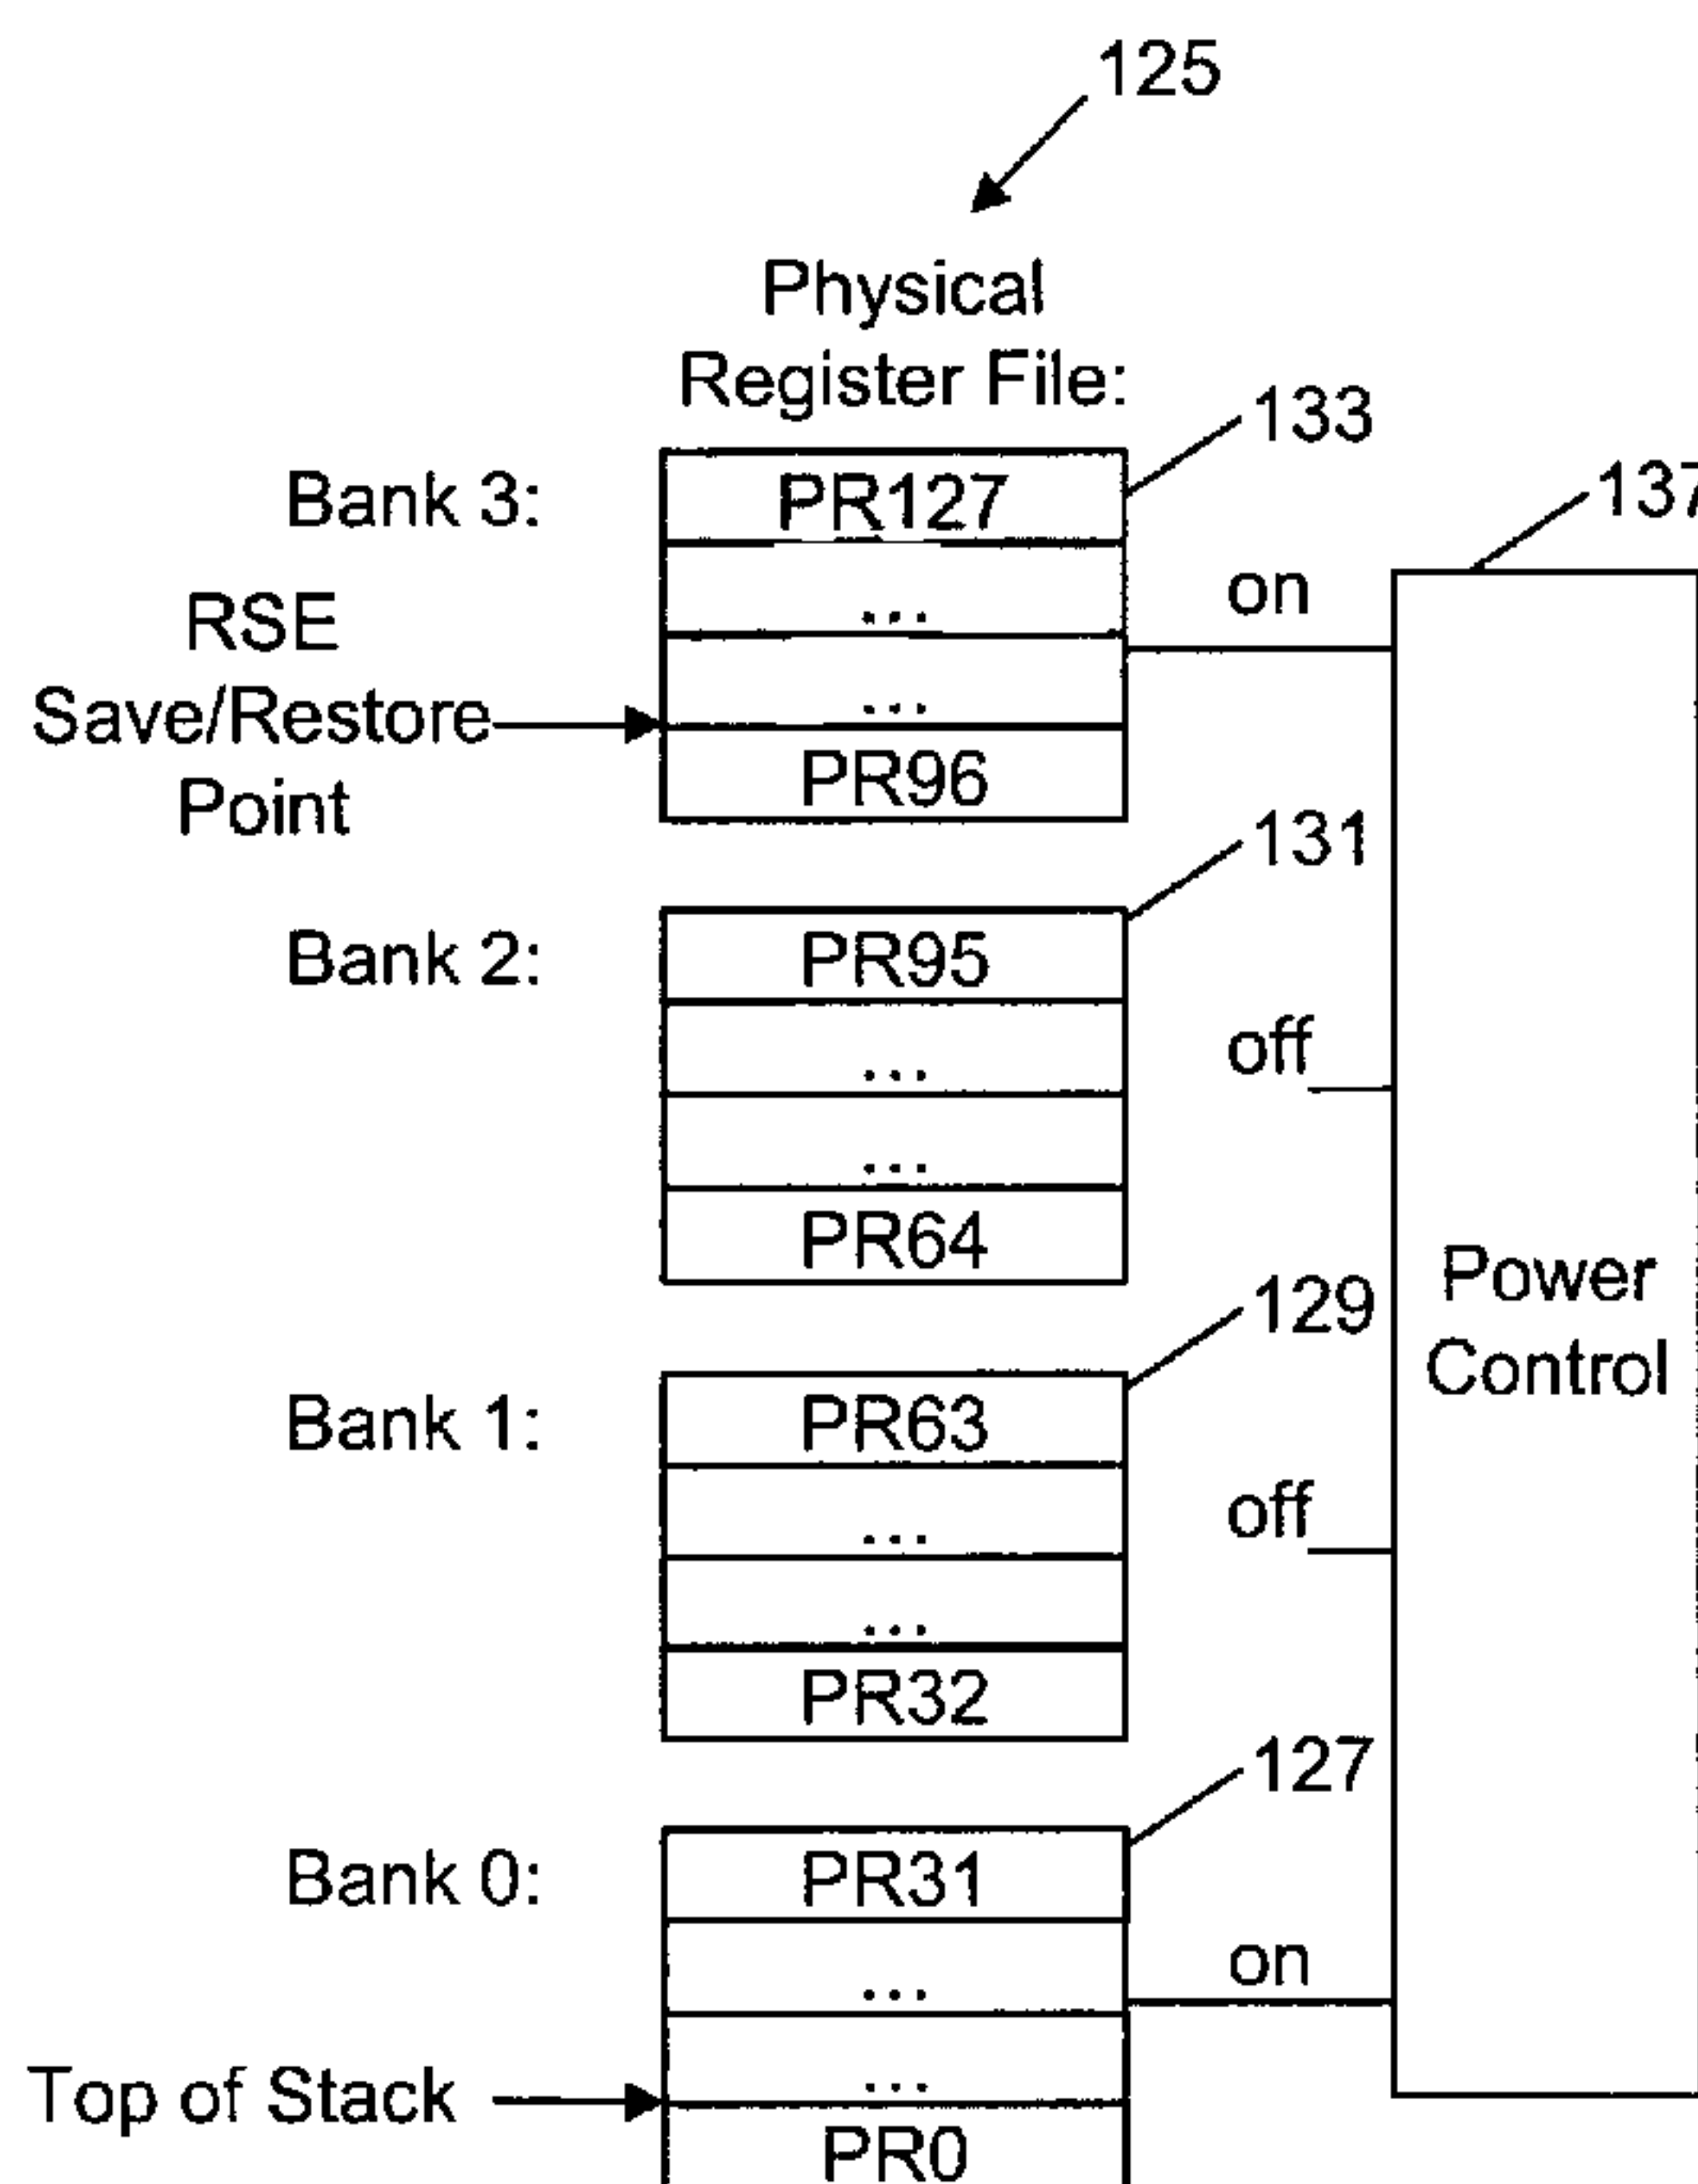 125
Physical
Register File:
133
137
Bank 3:
PR127
...
on
RSE
Save/Restore
Point
...
PR96
131
Bank 2:
PR95
...
off
...
PR64
Power
Control
129
Bank 1:
PR63
...
off
...
PR32
127
Bank 0:
PR31
...
on
...
Top of Stack
PR0